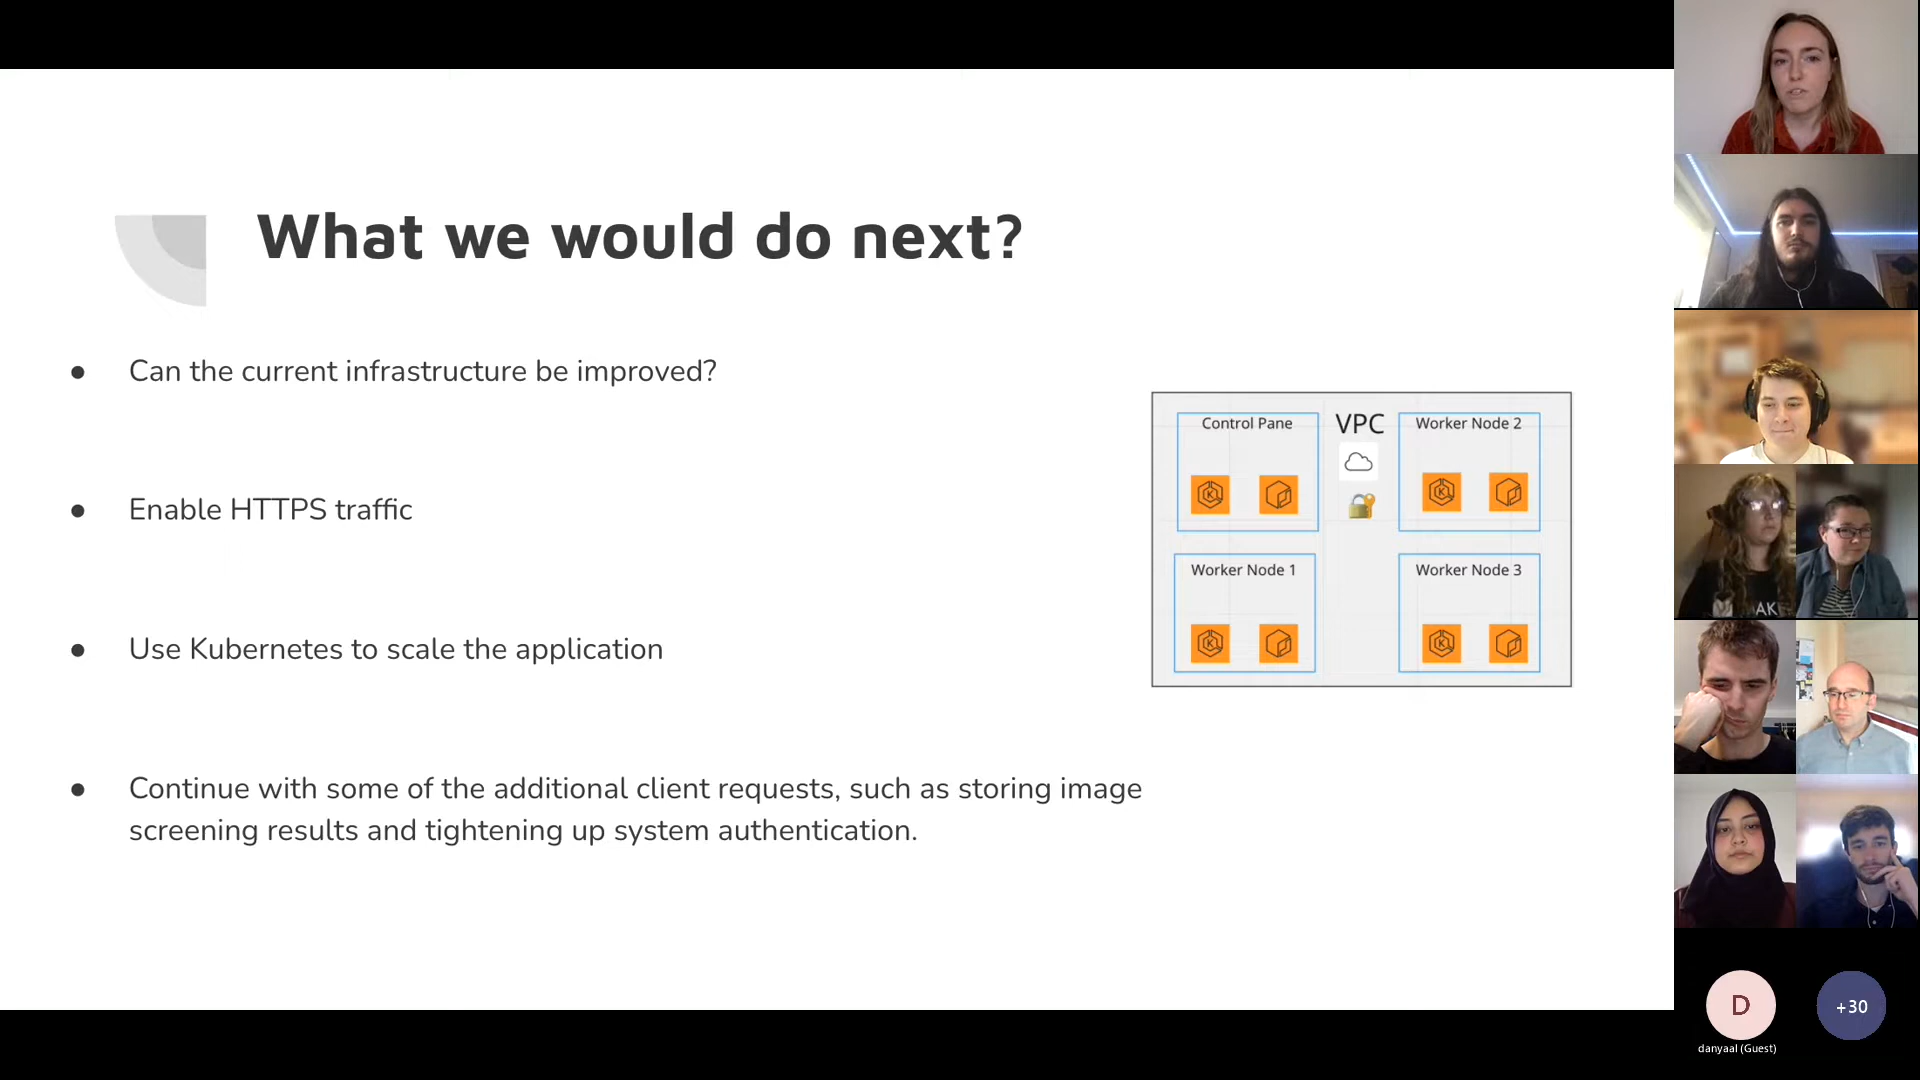 What we would do next?
● Can the current infrastructure be improved?
● Enable HTTPS traffic
● Use Kubernetes to scale the application
● Continue with some of the additional client requests, such as storing image
screening results and tightening up system authentication.
Control Pane
VPC
Worker Node 2
Worker Node 1
Worker Node 3
AK
D
+30
danyaal (Guest)